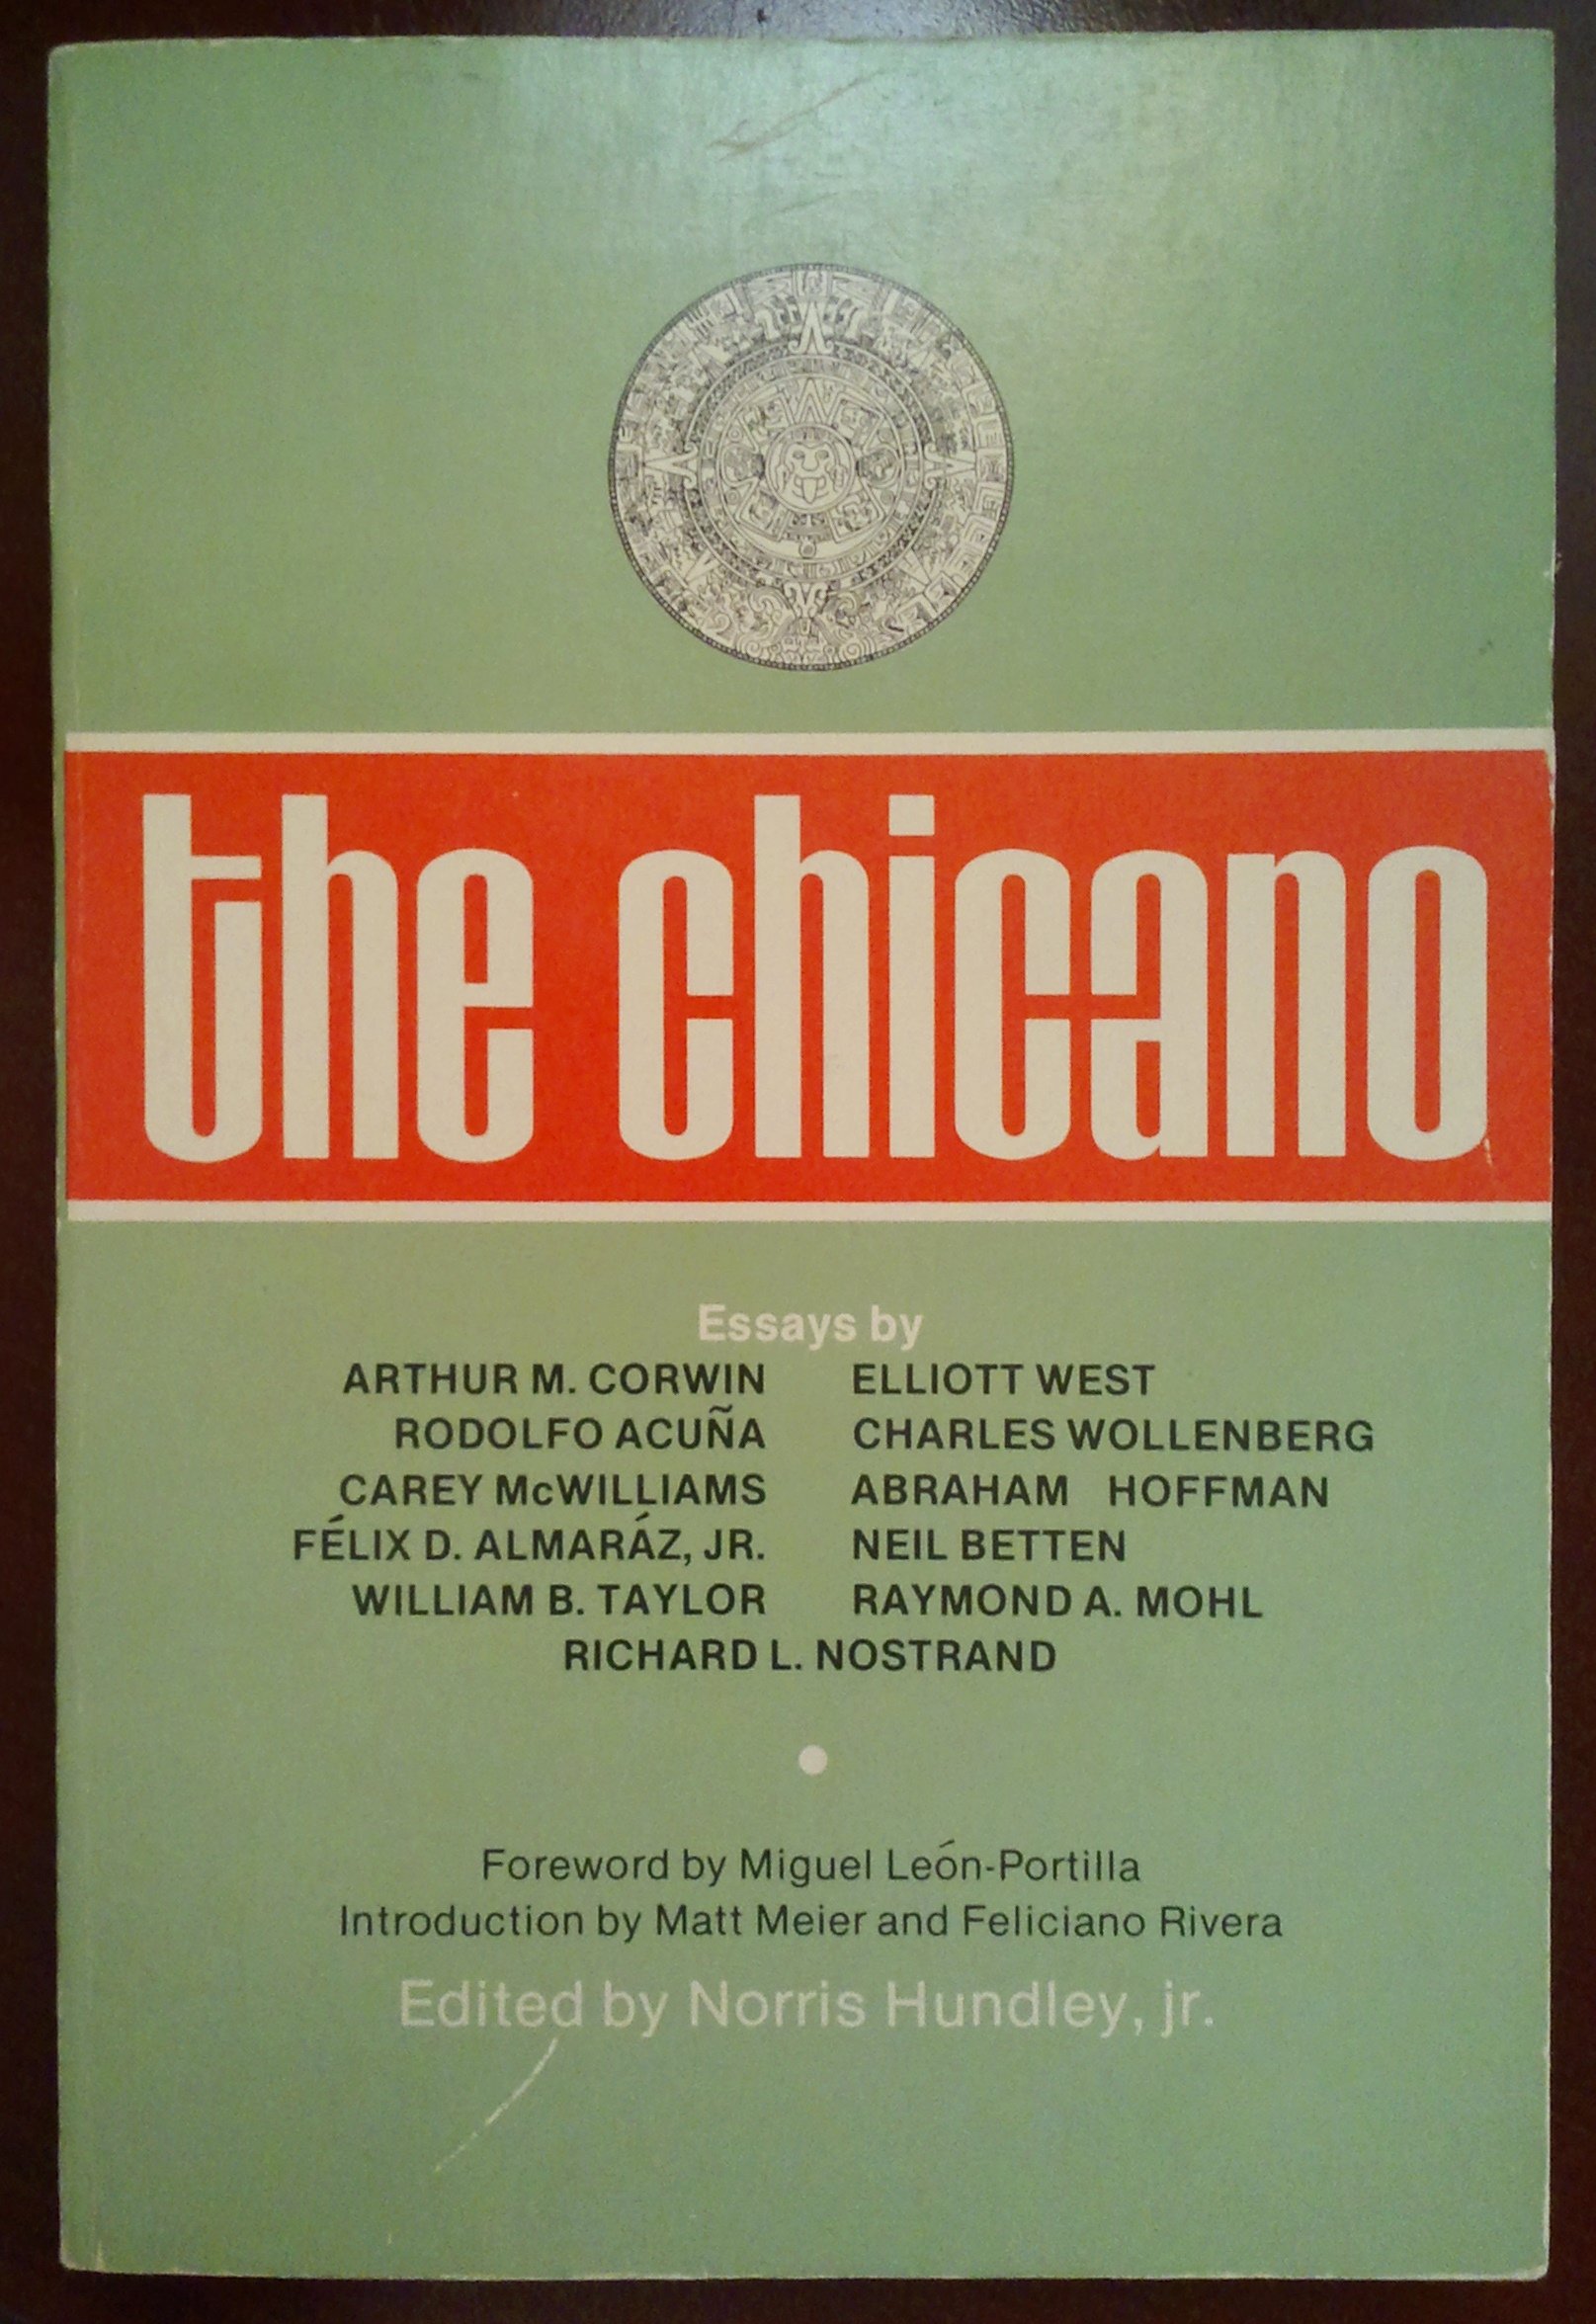 the chicano
Essays by
ARTHUR M. CORWIN
RODOLFO ACUÑA
CAREY McWILLIAMS
FÉLIX D. ALMARÁZ, JR.
WILLIAM B. TAYLOR
ELLIOTT WEST
CHARLES WOLLENBERG
ABRAHAM HOFFMAN
NEIL BETTEN
RAYMOND A. MOHL
RICHARD L. NOSTRAND
Foreword by Miguel León-Portilla
Introduction by Matt Meier and Feliciano Rivera
Edited by Norris Hundley, jr.